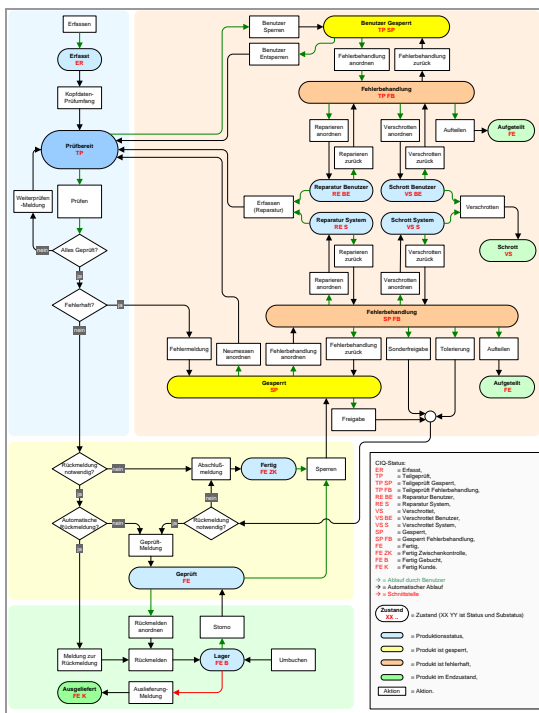 Erfassen
Erfasst
ER
Kopfdaten-
Prüfumfang
Prüfbereit
TP
Weiterprüfen
-Meldung
Prüfen
nein
Alles Geprüft?
ja
Fehlerhaft?
ja
nein
Benutzer
Sperren
Benutzer
Entsperren
Benutzer Gesperrt
TP SP
Fehlerbehandlung
anordnen
Fehlerbehandlung
zurück
Fehlerbehandlung
TP FB
Reparieren
anordnen
Verschrotten
anordnen
Aufteilen
Aufgeteilt
FE
Reparieren
zurück
Verschrotten
zurück
Erfassen
(Reparatur)
Reparatur Benutzer
RE BE
Schrott Benutzer
VS BE
Reparatur System
RE S
Schrott System
VS S
Verschrotten
Reparieren
zurück
Verschrotten
zurück
Schrott
VS
Reparieren
anordnen
Verschrotten
anordnen
Fehlerbehandlung
SP FB
Fehlermeldung
Neumessen
anordnen
Fehlerbehandlung
anordnen
Fehlerbehandlung
zurück
Sonderfreigabe
Tolerierung
Aufteilen
Gesperrt
SP
Aufgeteilt
FE
Freigabe
Rückmeldung
notwendig?
nein
Abschluß-
meldung
Fertig
FE ZK
Sperren
ja
nein
Automatische
Rückmeldung?
nein
ja
Rückmeldung
notwendig?
Geprüft-
Meldung
ja
Geprüft
FE
Rückmelden
anordnen
Storno
Meldung zur
Rückmeldung
Rückmelden
Lager
FE B
Umbuchen
Ausgeliefert
FE K
Auslieferung-
Meldung
CIQ-Status:
ER = Erfasst,
TP = Teilgeprüft,
TP SP = Teilgeprüft Gesperrt,
TP FB = Teilgeprüft Fehlerbehandlung,
RE BE = Reparatur Benutzer,
RE S = Reparatur System,
VS = Verschrottet,
VS BE = Verschrottet Benutzer,
VS S = Verschrottet System,
SP = Gesperrt,
SP FB = Gesperrt Fehlerbehandlung,
FE = Fertig,
FE ZK = Fertig Zwischenkontrolle,
FE B = Fertig Gebucht,
FE K = Fertig Kunde.
-> = Ablauf durch Benutzer
-> = Automatischer Ablauf
-> = Schnittstelle
Zustand
XX ..
= Zustand (XX YY ist Status und Substatus)
= Produktionsstatus,
= Produkt ist gesperrt,
= Produkt ist fehlerhaft,
= Produkt im Endzustand,
Aktion
= Aktion.